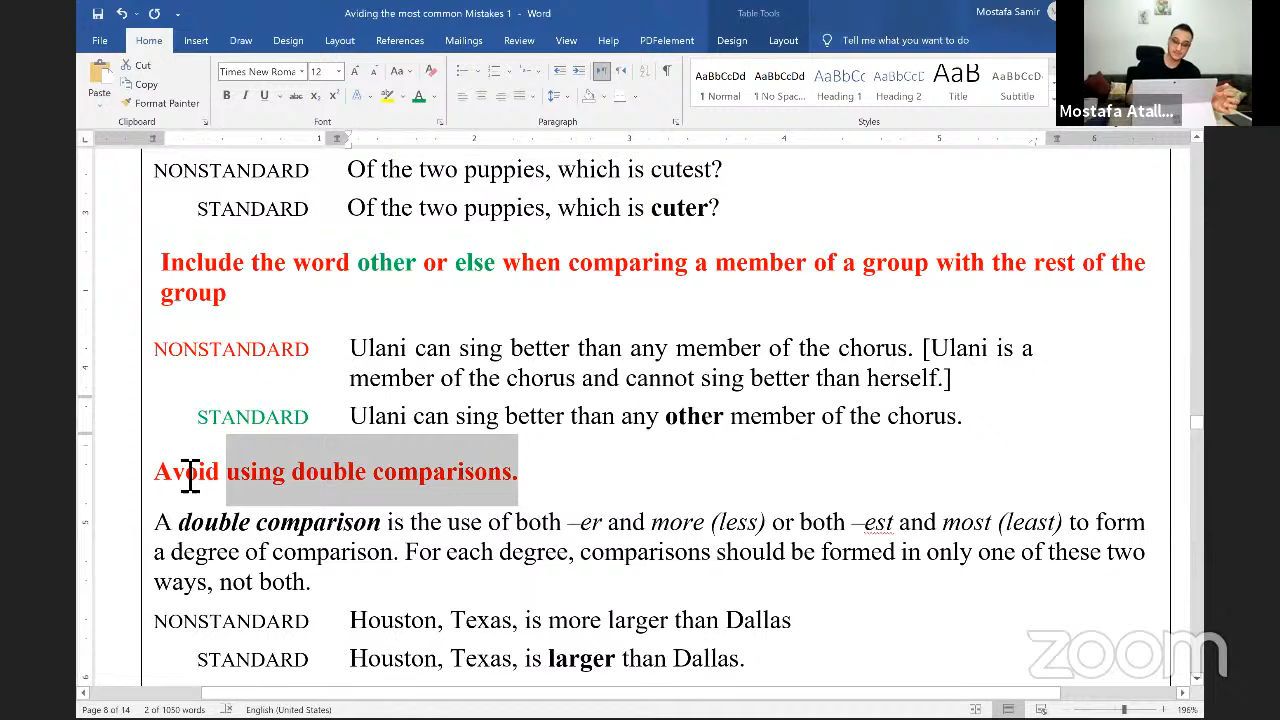 Aviding the most common Mistakes 1 - Word
Table Tools
Mostafa Samir
File Home Insert Draw Design Layout References Mailings Review View Help PDFelement Design Layout Tell me what you want to do
Paste
Cut
Copy
Format Painter
Times New Roma 12
AaBbCcDd AaBbCcDd AaBbCcDd AaBbCcDd AaB AaBbCcD
¶ Normal ¶ No Spac... Heading 1 Heading 2 Title Subtitle
Clipboard Font Paragraph Styles
Mostafa Atall...
NONSTANDARD Of the two puppies, which is cutest?
STANDARD Of the two puppies, which is cuter?
Include the word other or else when comparing a member of a group with the rest of the
group
NONSTANDARD Ulani can sing better than any member of the chorus. [Ulani is a
member of the chorus and cannot sing better than herself.]
STANDARD Ulani can sing better than any other member of the chorus.
Avoid using double comparisons.
A double comparison is the use of both –er and more (less) or both –est and most (least) to form
a degree of comparison. For each degree, comparisons should be formed in only one of these two
ways, not both.
NONSTANDARD Houston, Texas, is more larger than Dallas
STANDARD Houston, Texas, is larger than Dallas.
zoom
Page 8 of 14 2 of 1050 words English (United States) 196%